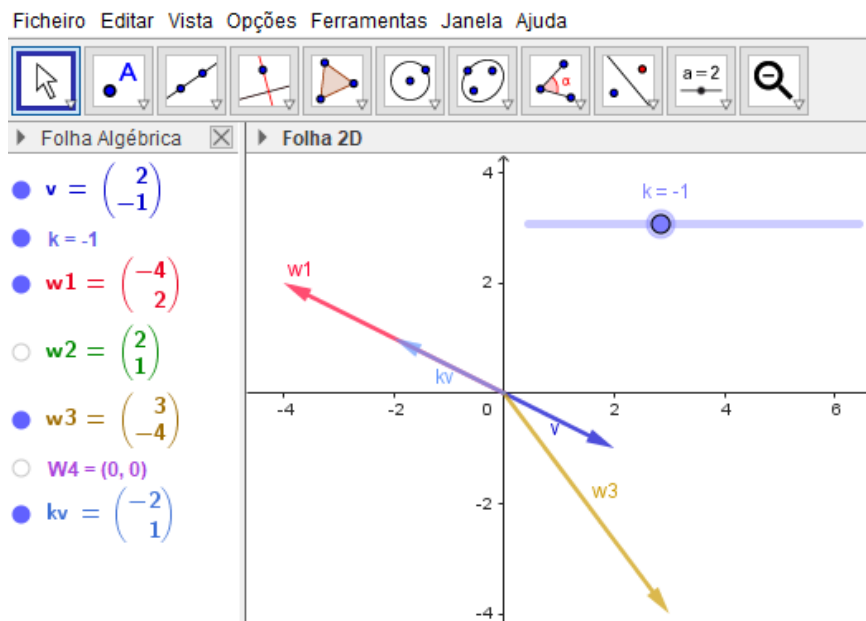 Ficheiro Editar Vista Opções Ferramentas Janela Ajuda
A
α
a = 2
Folha Algébrica
Folha 2D
v = (2
-1)
k = -1
w1 = (-4
2)
w2 = (2
1)
w3 = (3
-4)
W4 = (0, 0)
kv = (-2
1)
k = -1
4
w1
2
kv
-4 -2 0 2 4 6
v
w3
-2
-4